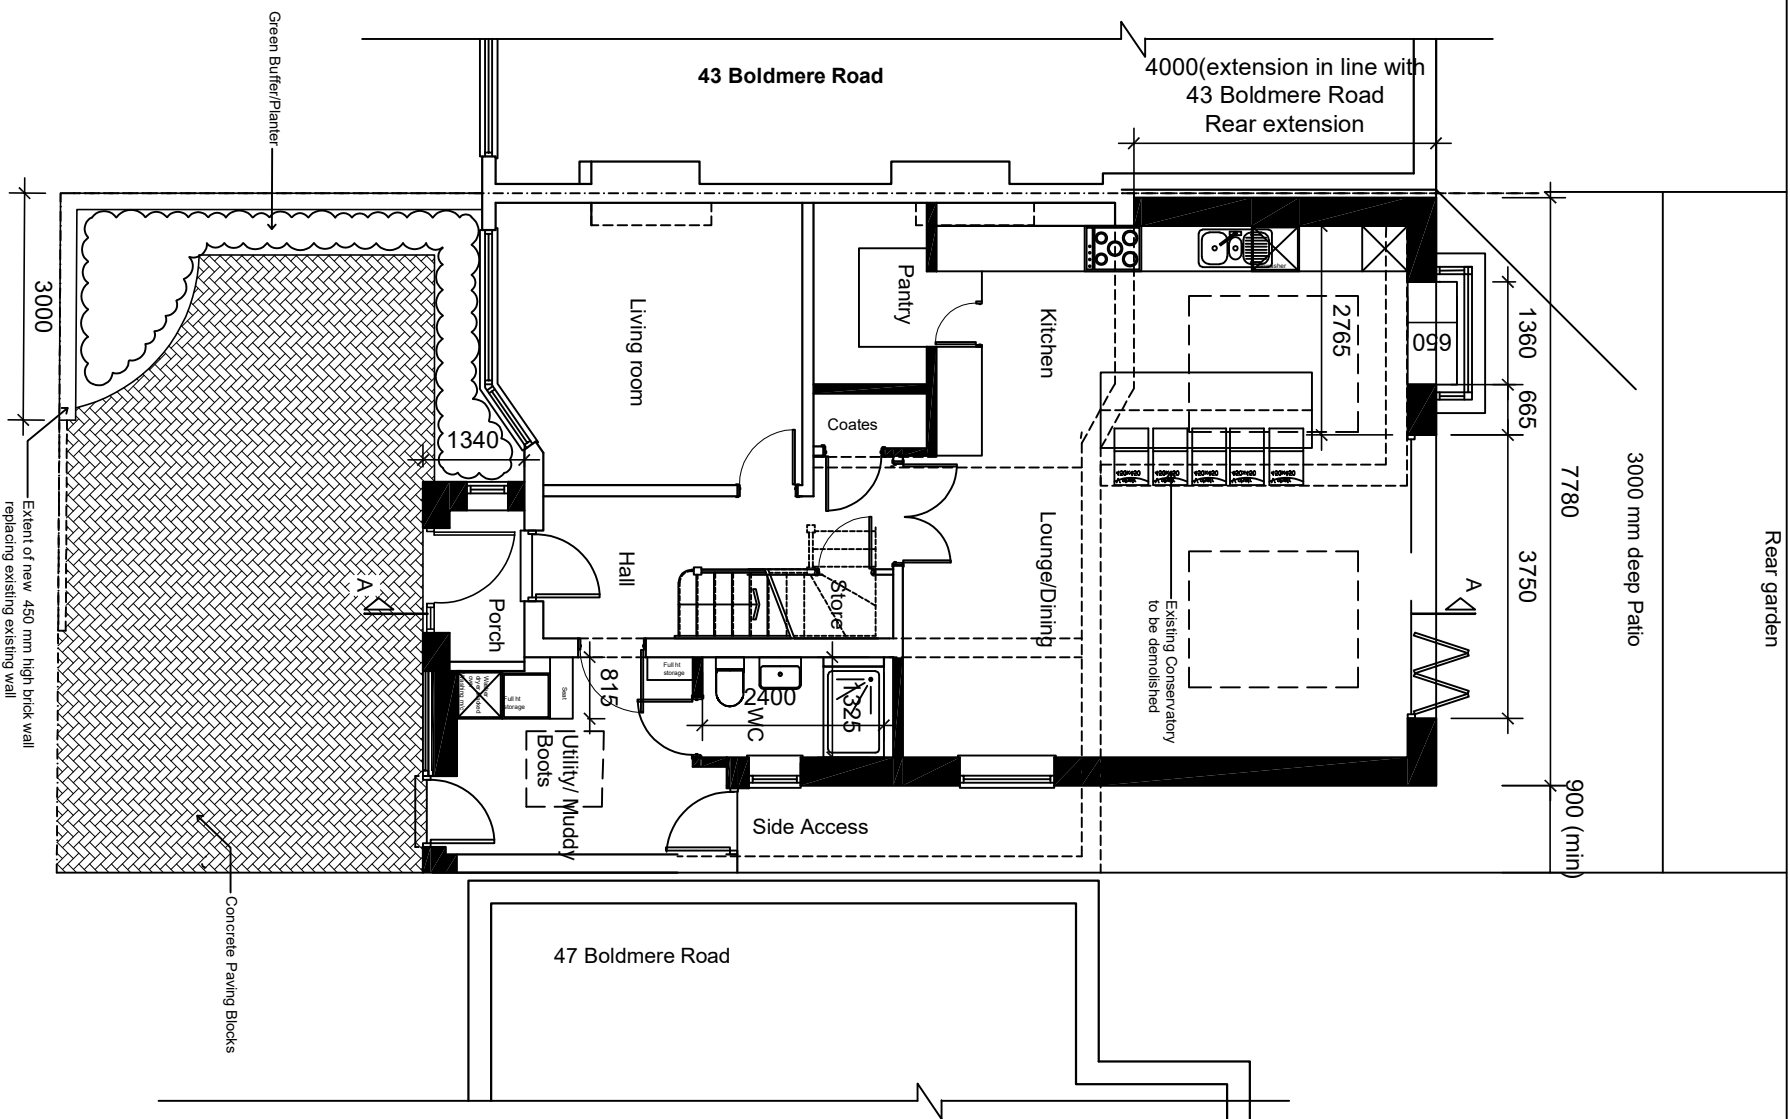 43 Boldmere Road
4000(extension in line with
43 Boldmere Road
Rear extension
Green Buffer/Planter
3000
Living room
Pantry
Kitchen
Coates
2765
650
1360
665
7780
3750
900 (min)
3000 mm deep Patio
Rear garden
1340
Hall
Store
Lounge/Dining
Porch
A
A
Existing Conservatory
to be demolished
Full ht
storage
Full ht
storage
Seat
815
2400
WC
1325
Utility/ Muddy
Boots
Side Access
Extent of new 450 mm high brick wall
replacing existing existing wall
Concrete Paving Blocks
47 Boldmere Road